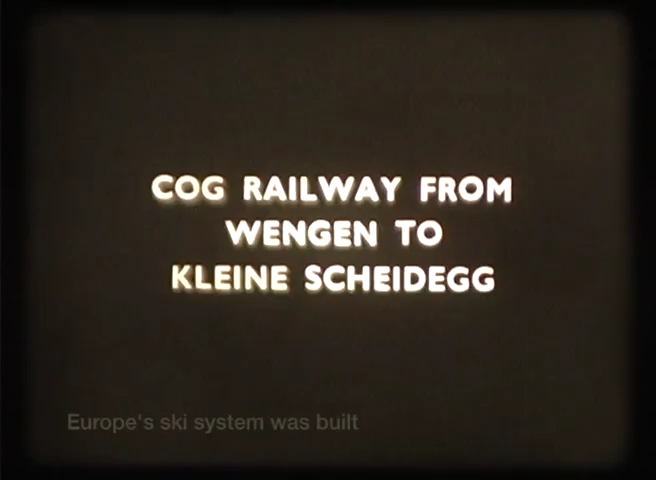 COG RAILWAY FROM
WENGEN TO
KLEINE SCHEIDEGG
Europe's ski system was built